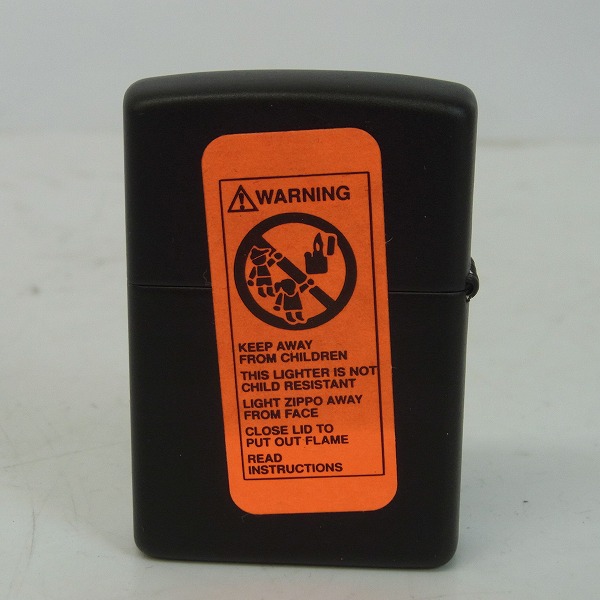 WARNING
KEEP AWAY
FROM CHILDREN
THIS LIGHTER IS NOT
CHILD RESISTANT
LIGHT ZIPPO AWAY
FROM FACE
CLOSE LID TO
PUT OUT FLAME
READ
INSTRUCTIONS